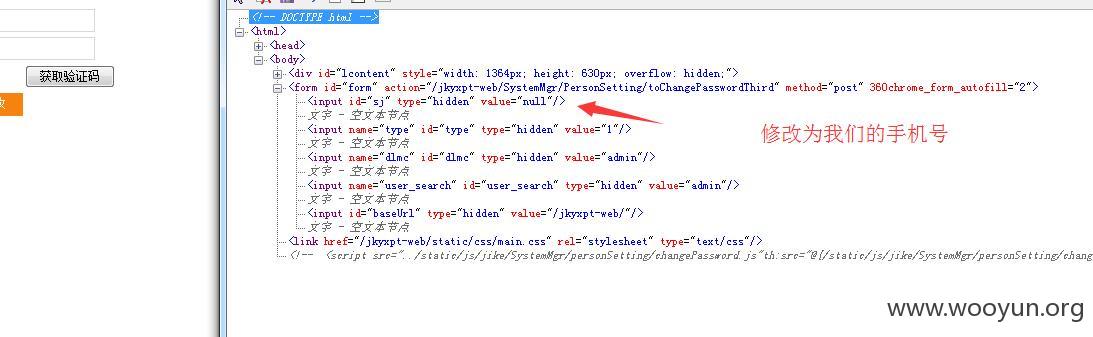 <!-- DOCTYPE html -->
<html>
<head>
<body>
获取验证码
<div id="lcontent" style="width: 1364px; height: 630px; overflow: hidden;">
<form id="form" action="/jkyxpt-web/SystemMgr/PersonSetting/toChangePasswordThird" method="post" 360chrome_form_autofill="2">
<input id="sj" type="hidden" value="null"/>
文字 - 空文本节点
<input name="type" id="type" type="hidden" value="1"/>
修改为我们的手机号
文字 - 空文本节点
<input name="dlmc" id="dlmc" type="hidden" value="admin"/>
文字 - 空文本节点
<input name="user_search" id="user_search" type="hidden" value="admin"/>
文字 - 空文本节点
<input id="baseUrl" type="hidden" value="/jkyxpt-web/"/>
文字 - 空文本节点
<link href="/jkyxpt-web/static/css/main.css" rel="stylesheet" type="text/css"/>
<!-- <script src="../static/js/jike/SystemMgr/personSetting/changePassword.js"th:src="@{/static/js/jike/SystemMgr/personSetting/chang
www.wooyun.org